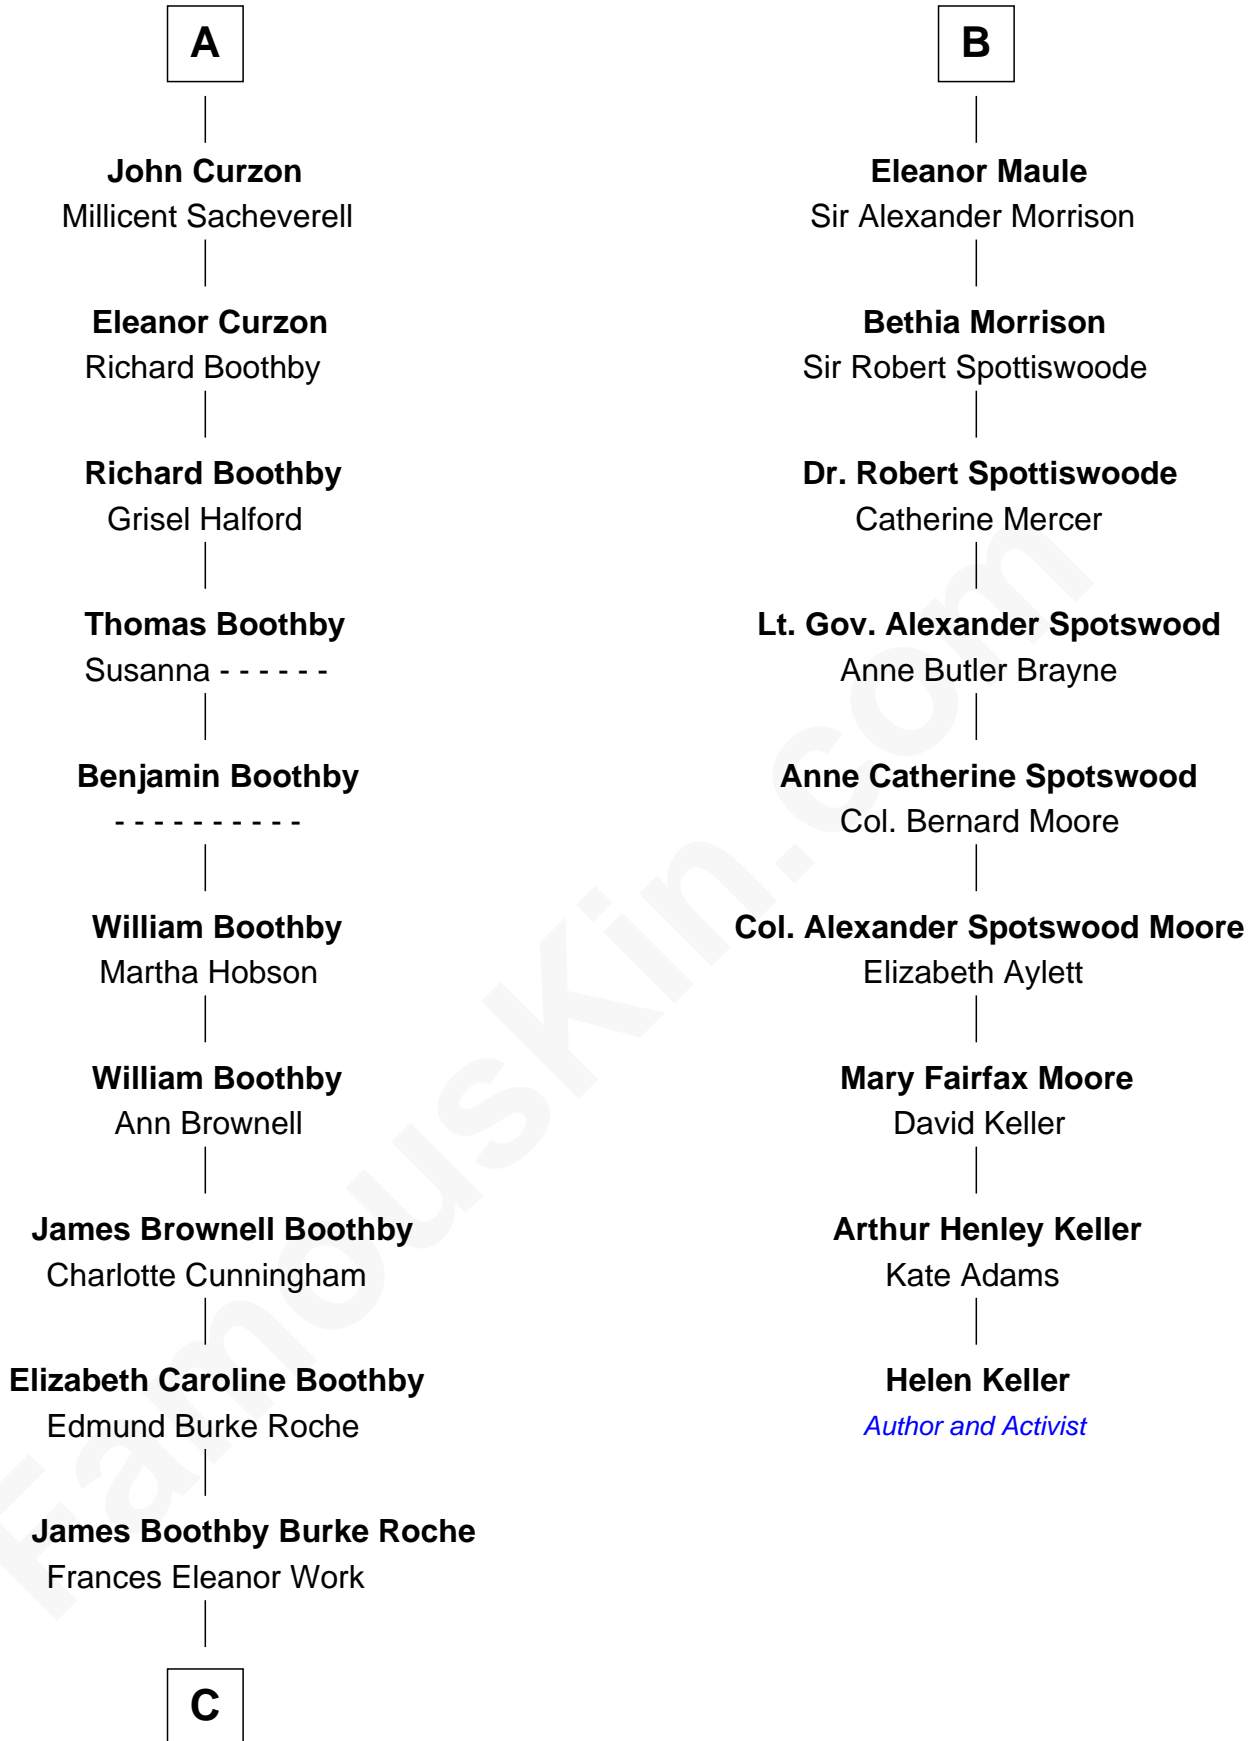 A
John Curzon
Millicent Sacheverell
Eleanor Curzon
Richard Boothby
Richard Boothby
Grisel Halford
Thomas Boothby
Susanna - - - - - -
Benjamin Boothby
- - - - - - - - - -
William Boothby
Martha Hobson
William Boothby
Ann Brownell
James Brownell Boothby
Charlotte Cunningham
Elizabeth Caroline Boothby
Edmund Burke Roche
James Boothby Burke Roche
Frances Eleanor Work
C
B
Eleanor Maule
Sir Alexander Morrison
Bethia Morrison
Sir Robert Spottiswoode
Dr. Robert Spottiswoode
Catherine Mercer
Lt. Gov. Alexander Spotswood
Anne Butler Brayne
Anne Catherine Spotswood
Col. Bernard Moore
Col. Alexander Spotswood Moore
Elizabeth Aylett
Mary Fairfax Moore
David Keller
Arthur Henley Keller
Kate Adams
Helen Keller
Author and Activist
FamousKin.com